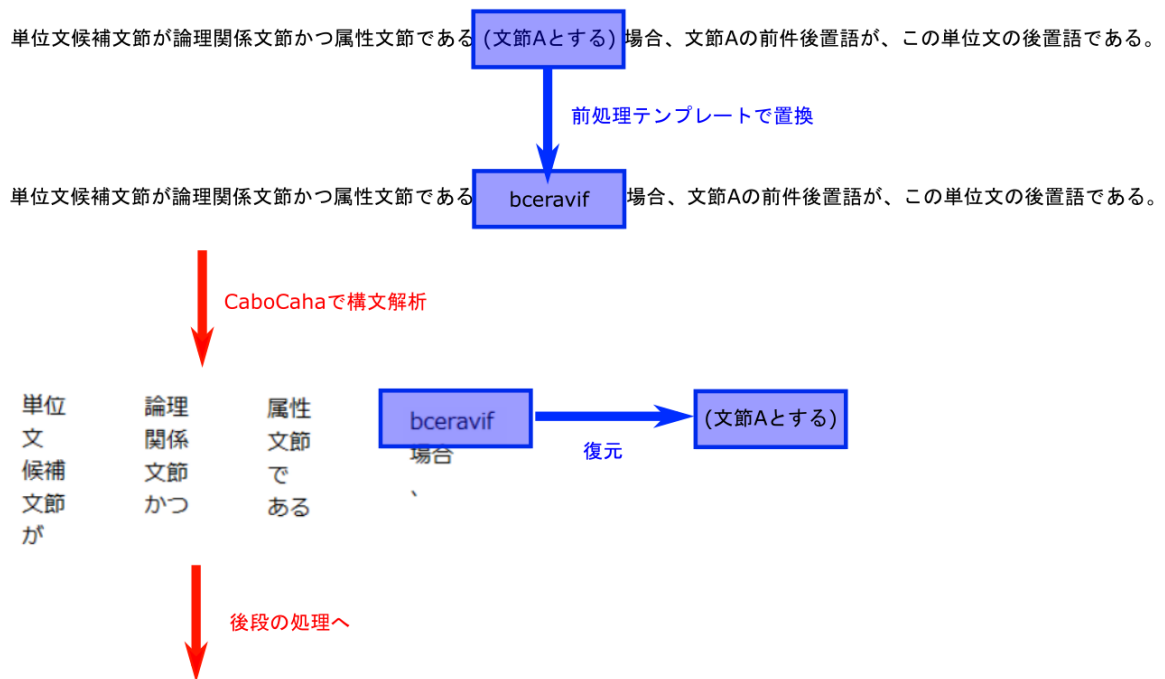 単位文候補文節が論理関係文節かつ属性文節である(文節Aとする)場合、文節Aの前件後置語が、この単位文の後置語である。
前処理テンプレートで置換
単位文候補文節が論理関係文節かつ属性文節であるbceravif場合、文節Aの前件後置語が、この単位文の後置語である。
CaboCahaで構文解析
単位
文
候補
文節
が
論理
関係
文節
かつ
属性
文節
で
ある
bceravif
場合
、
(文節Aとする)
復元
後段の処理へ